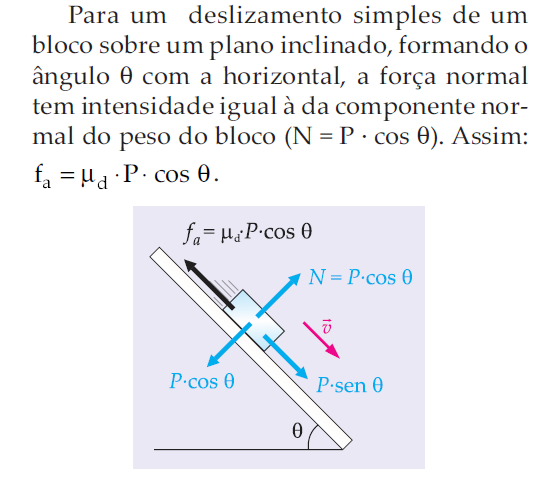 Para um deslizamento simples de um
bloco sobre um plano inclinado, formando o
ângulo θ com a horizontal, a força normal
tem intensidade igual à da componente nor-
mal do peso do bloco (N = P · cos θ). Assim:
fₐ = μd · P · cos θ.
fₐ = μd·P·cos θ
N = P·cos θ
v⃗
P·cos θ
P·sen θ
θ